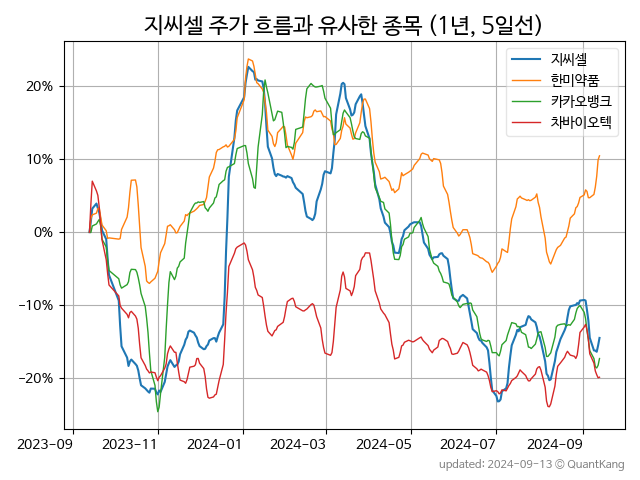 지씨셀 주가 흐름과 유사한 종목 (1년, 5일선)
지씨셀
한미약품
카카오뱅크
차바이오텍
20%
10%
0%
−10%
−20%
2023-09 2023-11 2024-01 2024-03 2024-05 2024-07 2024-09
updated: 2024-09-13 © QuantKang